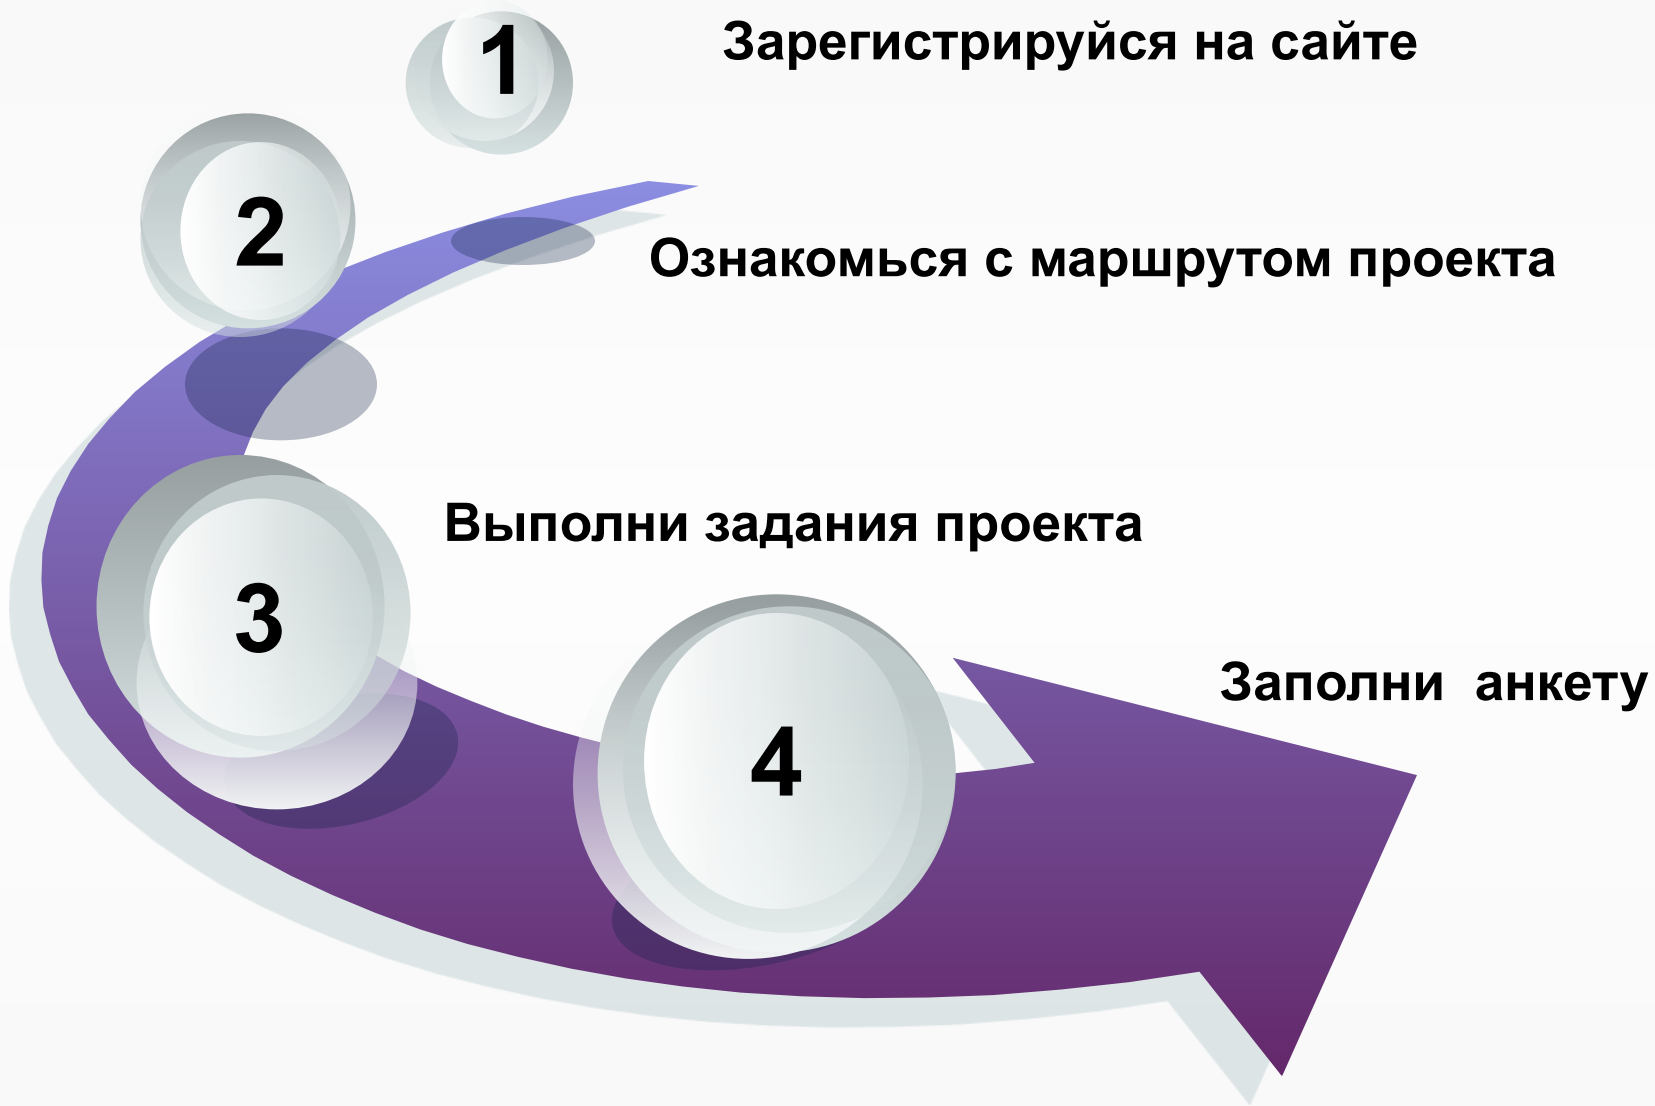 1
Зарегистрируйся на сайте
2
Ознакомься с маршрутом проекта
3
Выполни задания проекта
4
Заполни  анкету